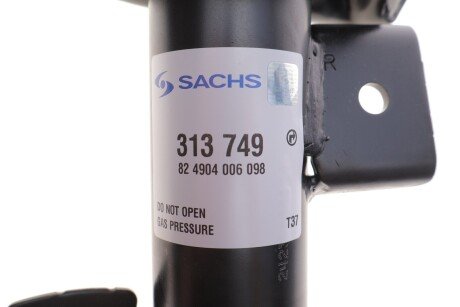 R
SACHS
313 749
82 4904 006 098
DO NOT OPEN
GAS PRESSURE
T37